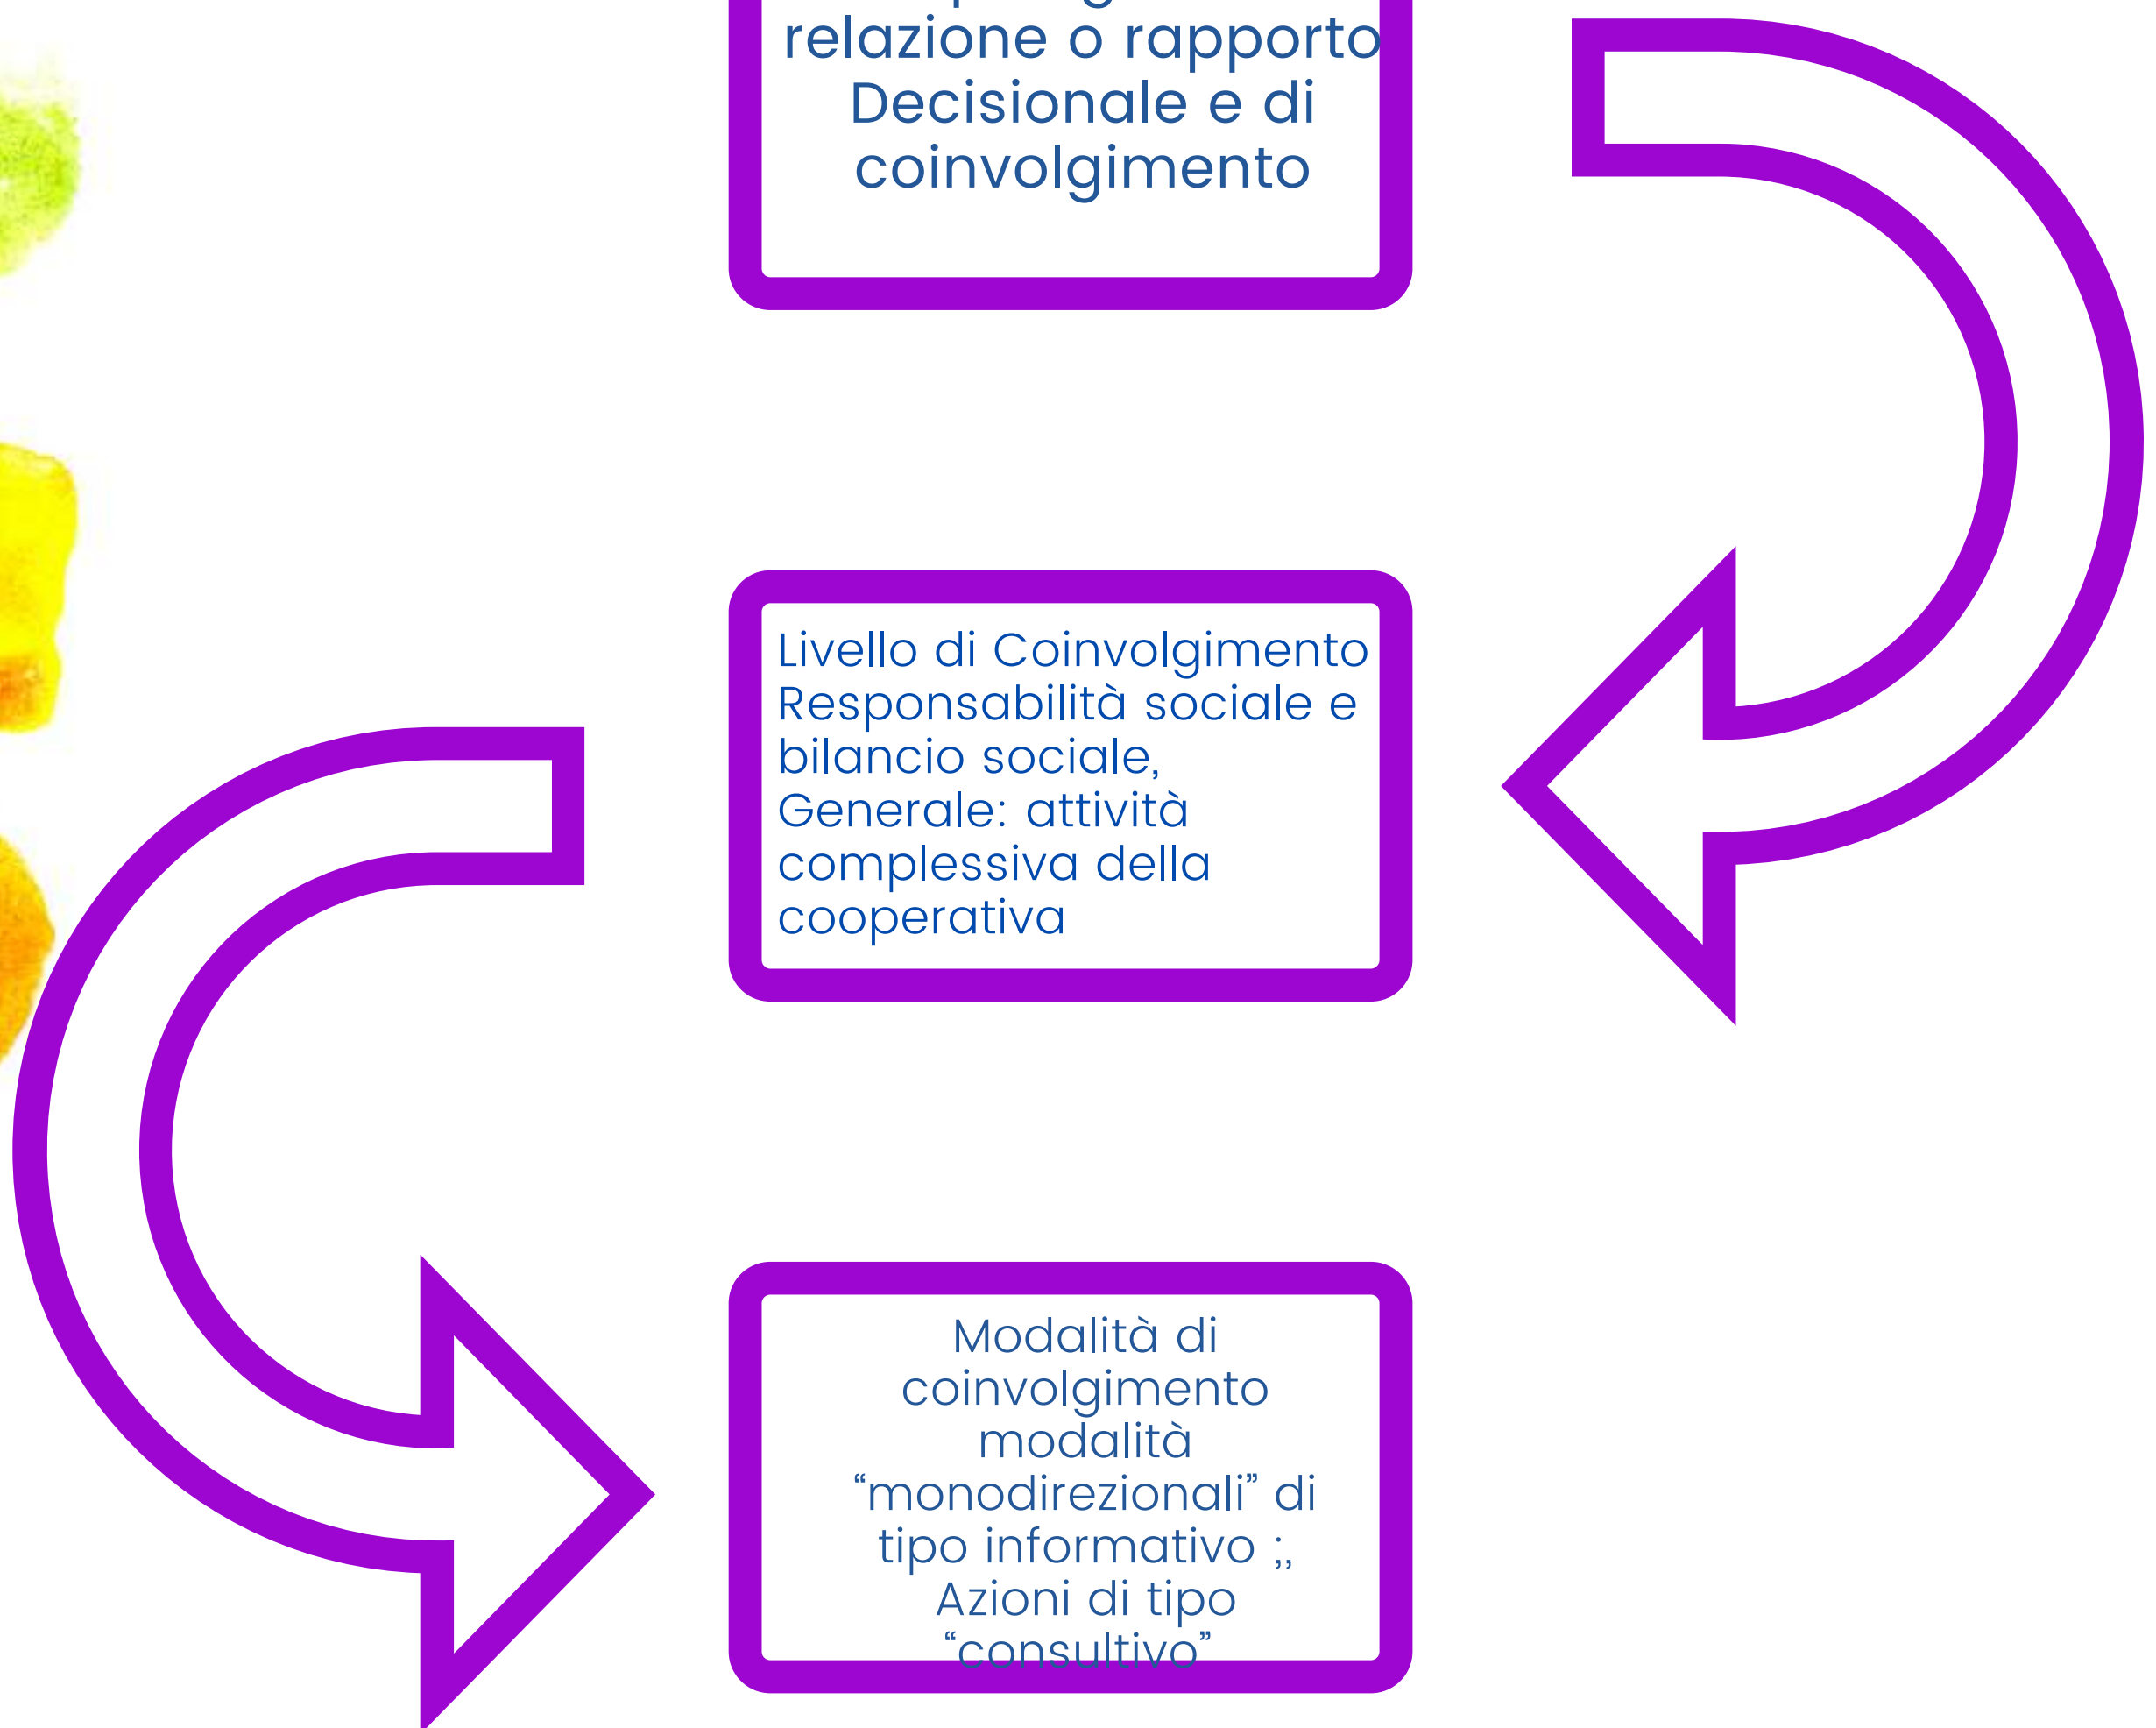 relazione o rapporto
Decisionale e di
coinvolgimento
Livello di Coinvolgimento
Responsabilità sociale e
bilancio sociale,
Generale: attività
complessiva della
cooperativa
Modalità di
coinvolgimento
modalità
“monodirezionali” di
tipo informativo ;,
Azioni di tipo
“consultivo”